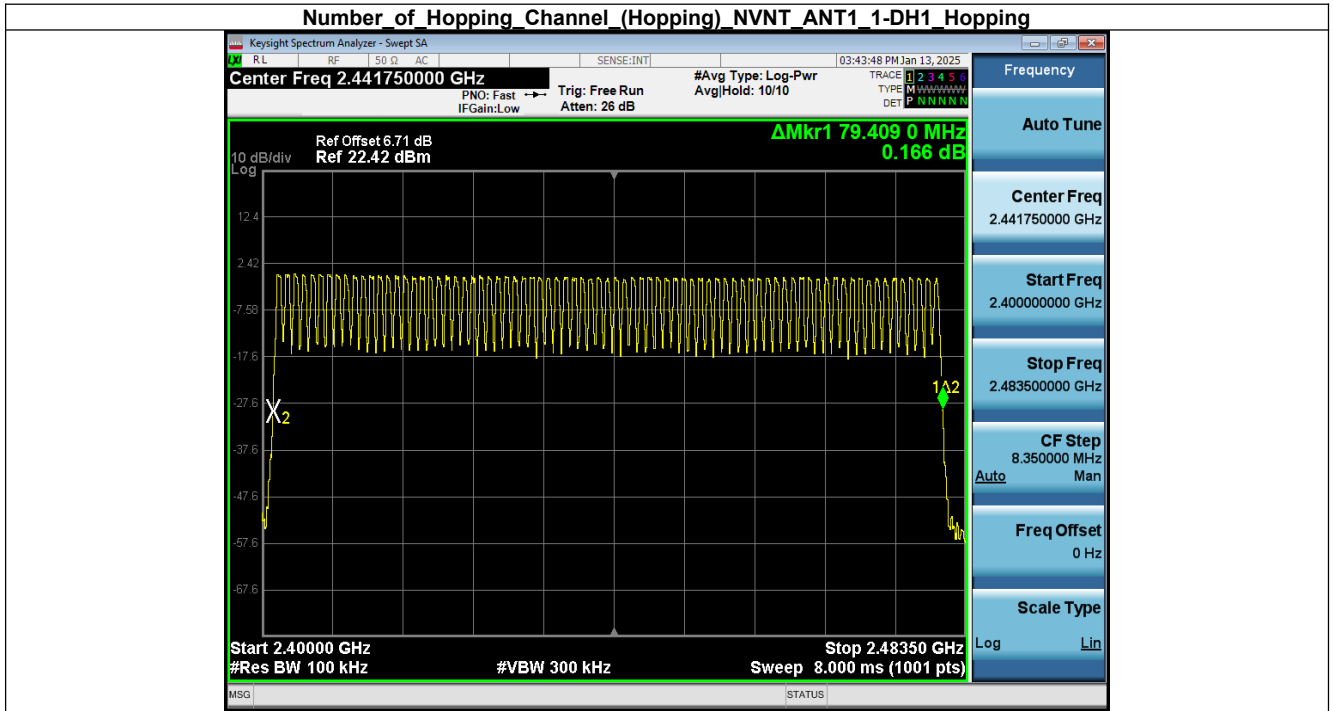 Number_of_Hopping_Channel_(Hopping)_NVNT_ANT1_1-DH1_Hopping
Keysight Spectrum Analyzer - Swept SA
LXI RL RF 50 Ω AC SENSE:INT 03:43:48 PM Jan 13, 2025
Center Freq 2.441750000 GHz
PNO: Fast
IFGain:Low
Trig: Free Run
Atten: 26 dB
#Avg Type: Log-Pwr
Avg|Hold: 10/10
TRACE 1 2 3 4 5 6
TYPE M WWWWW
DET P N N N N N
ΔMkr1 79.409 0 MHz
0.166 dB
Ref Offset 6.71 dB
10 dB/div Ref 22.42 dBm
Log
12.4
2.42
-7.58
-17.6
-27.6
-37.6
-47.6
-57.6
-67.6
X2
1Δ2
Start 2.40000 GHz Stop 2.48350 GHz
#Res BW 100 kHz #VBW 300 kHz Sweep 8.000 ms (1001 pts)
MSG STATUS
Frequency
Auto Tune
Center Freq
2.441750000 GHz
Start Freq
2.400000000 GHz
Stop Freq
2.483500000 GHz
CF Step
8.350000 MHz
Auto Man
Freq Offset
0 Hz
Scale Type
Log Lin